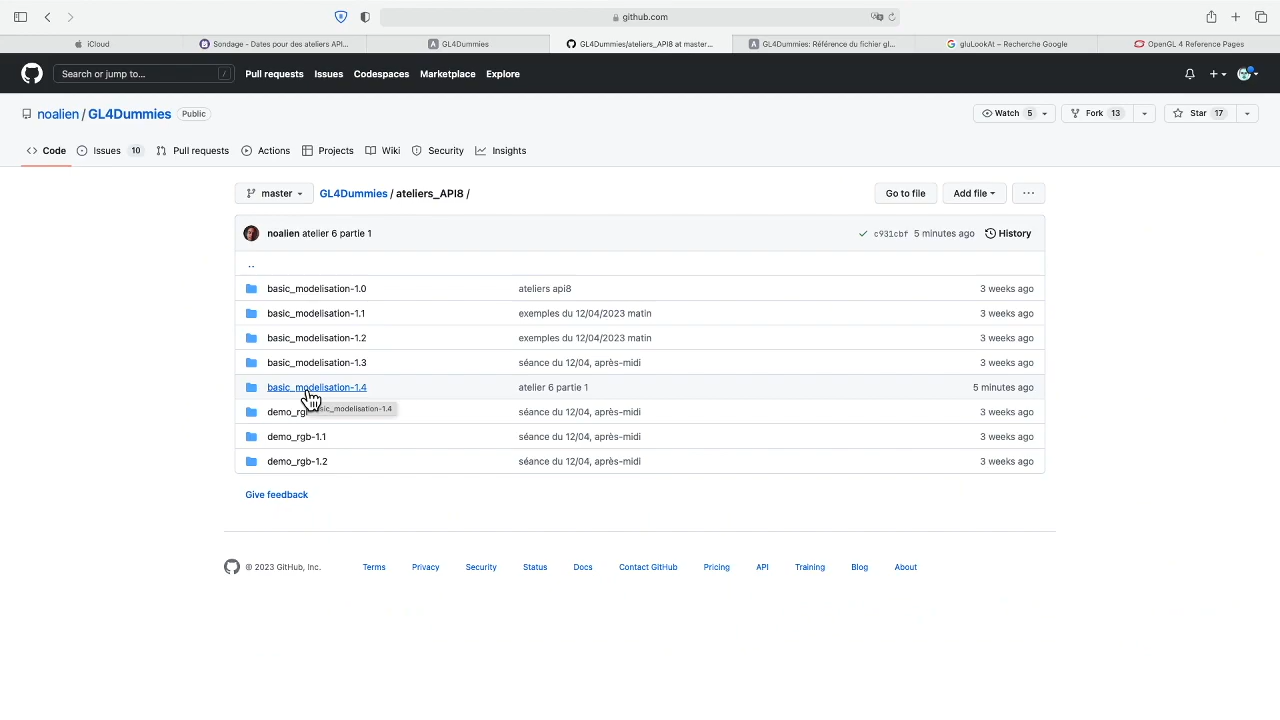 github.com
iCloud
Sondage - Dates pour des ateliers API...
GL4Dummies
GL4Dummies/ateliers_API8 at master...
GL4Dummies: Référence du fichier gl...
gluLookAt – Recherche Google
OpenGL 4 Reference Pages
Search or jump to... /
Pull requests Issues Codespaces Marketplace Explore
noalien / GL4Dummies Public
Watch 5 Fork 13 Star 17
Code Issues 10 Pull requests Actions Projects Wiki Security Insights
master GL4Dummies / ateliers_API8 / Go to file Add file ...
noalien atelier 6 partie 1 c931cbf 5 minutes ago History
..
basic_modelisation-1.0 ateliers api8 3 weeks ago
basic_modelisation-1.1 exemples du 12/04/2023 matin 3 weeks ago
basic_modelisation-1.2 exemples du 12/04/2023 matin 3 weeks ago
basic_modelisation-1.3 séance du 12/04, après-midi 3 weeks ago
basic_modelisation-1.4 atelier 6 partie 1 5 minutes ago
demo_rg séance du 12/04, après-midi 3 weeks ago
sic_modelisation-1.4
demo_rgb-1.1 séance du 12/04, après-midi 3 weeks ago
demo_rgb-1.2 séance du 12/04, après-midi 3 weeks ago
Give feedback
© 2023 GitHub, Inc. Terms Privacy Security Status Docs Contact GitHub Pricing API Training Blog About